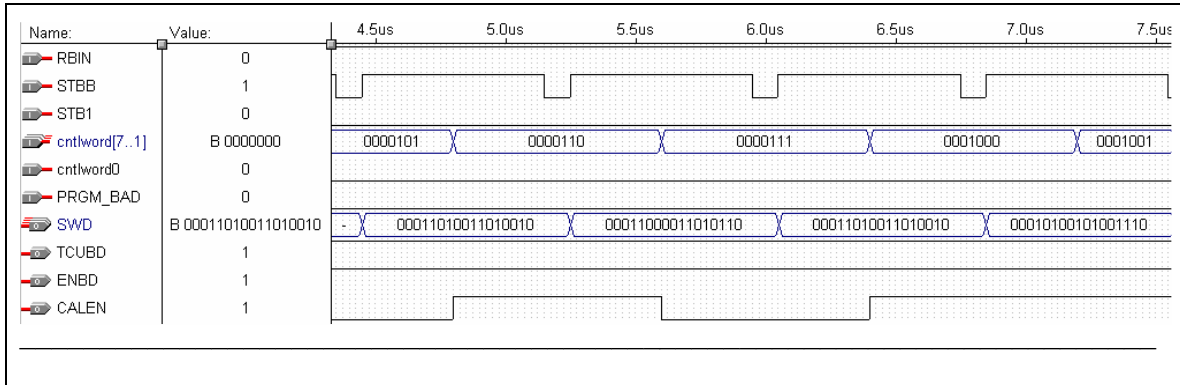 Name: Value: 4.5us 5.0us 5.5us 6.0us 6.5us 7.0us 7.5us
RBIN 0
STBB 1
STB1 0
cntlword[7..1] B 0000000 0000101 0000110 0000111 0001000 0001001
cntlword0 0
PRGM_BAD 0
SWD B 000110100110100010 - 00011010011010010 00011000011010110 00011010011010010 00010100101001110
TCUBD 1
ENBD 1
CALEN 1